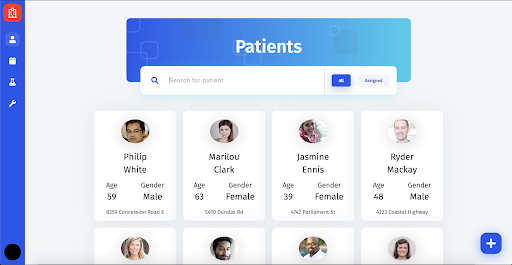 Patients
Search for patient
All
Assigned
Philip
White
Age
Gender
59
Male
8359 Concession Road 6
Marilou
Clark
Age
Gender
63
Female
5410 Dundas Rd
Jasmine
Ennis
Age
Gender
39
Female
4742 Parliament St
Ryder
Mackay
Age
Gender
48
Male
4223 Coastal Highway